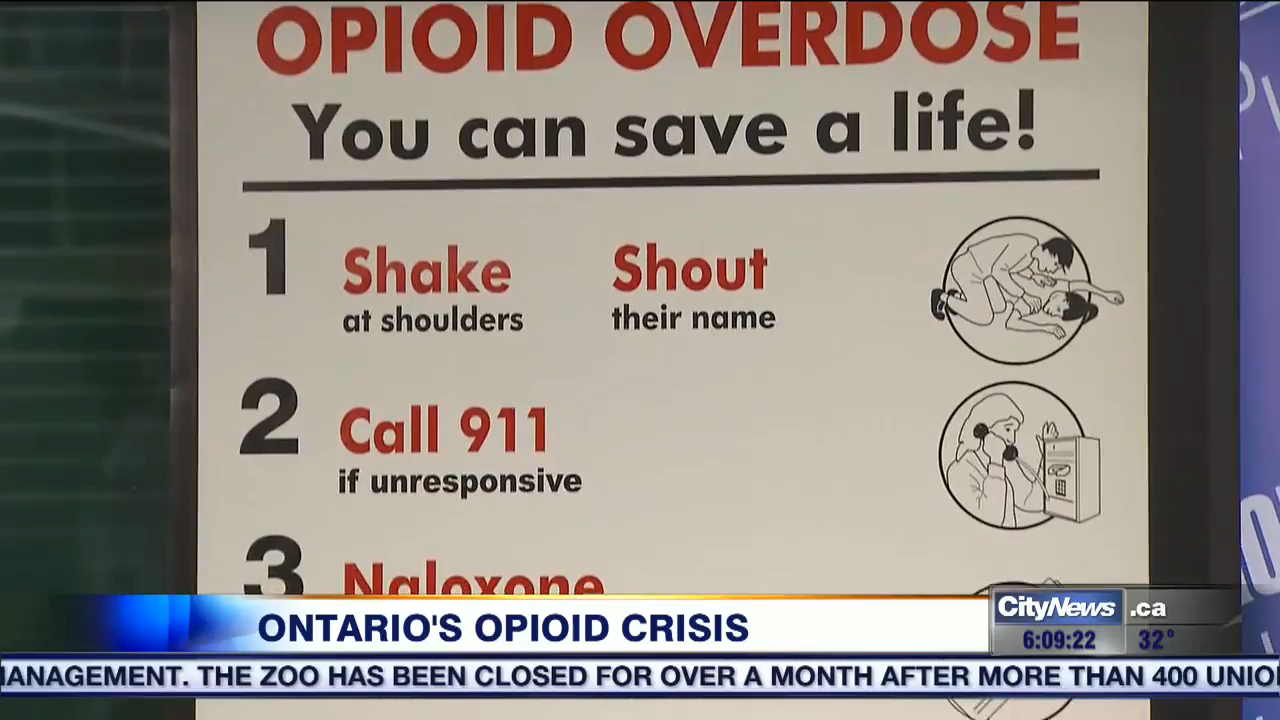 OPIOID OVERDOSE
You can save a life!
1
Shake
at shoulders
Shout
their name
2
Call 911
if unresponsive
3
Naloxone
ONTARIO'S OPIOID CRISIS
CityNews .ca
6:09:22
32°
ANAGEMENT. THE ZOO HAS BEEN CLOSED FOR OVER A MONTH AFTER MORE THAN 400 UNIO